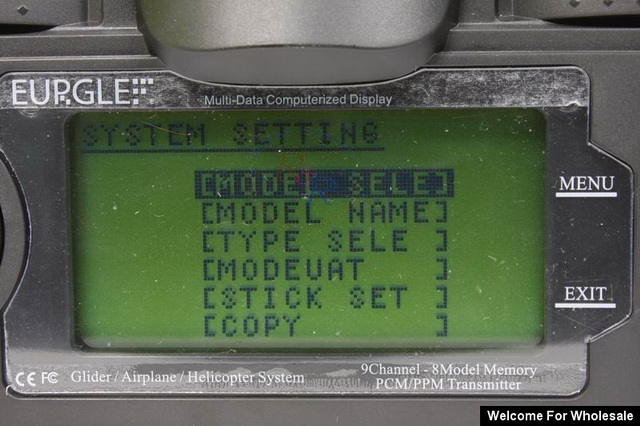 EURGLE
Multi-Data Computerized Display
SYSTEM SETTING
[MODEL SELE]
[MODEL NAME]
[TYPE SELE ]
[MODEUAT ]
[STICK SET ]
[COPY ]
MENU
EXIT
CE FC Glider / Airplane / Helicopter System
9Channel - 8Model Memory
PCM/PPM Transmitter
Welcome For Wholesale